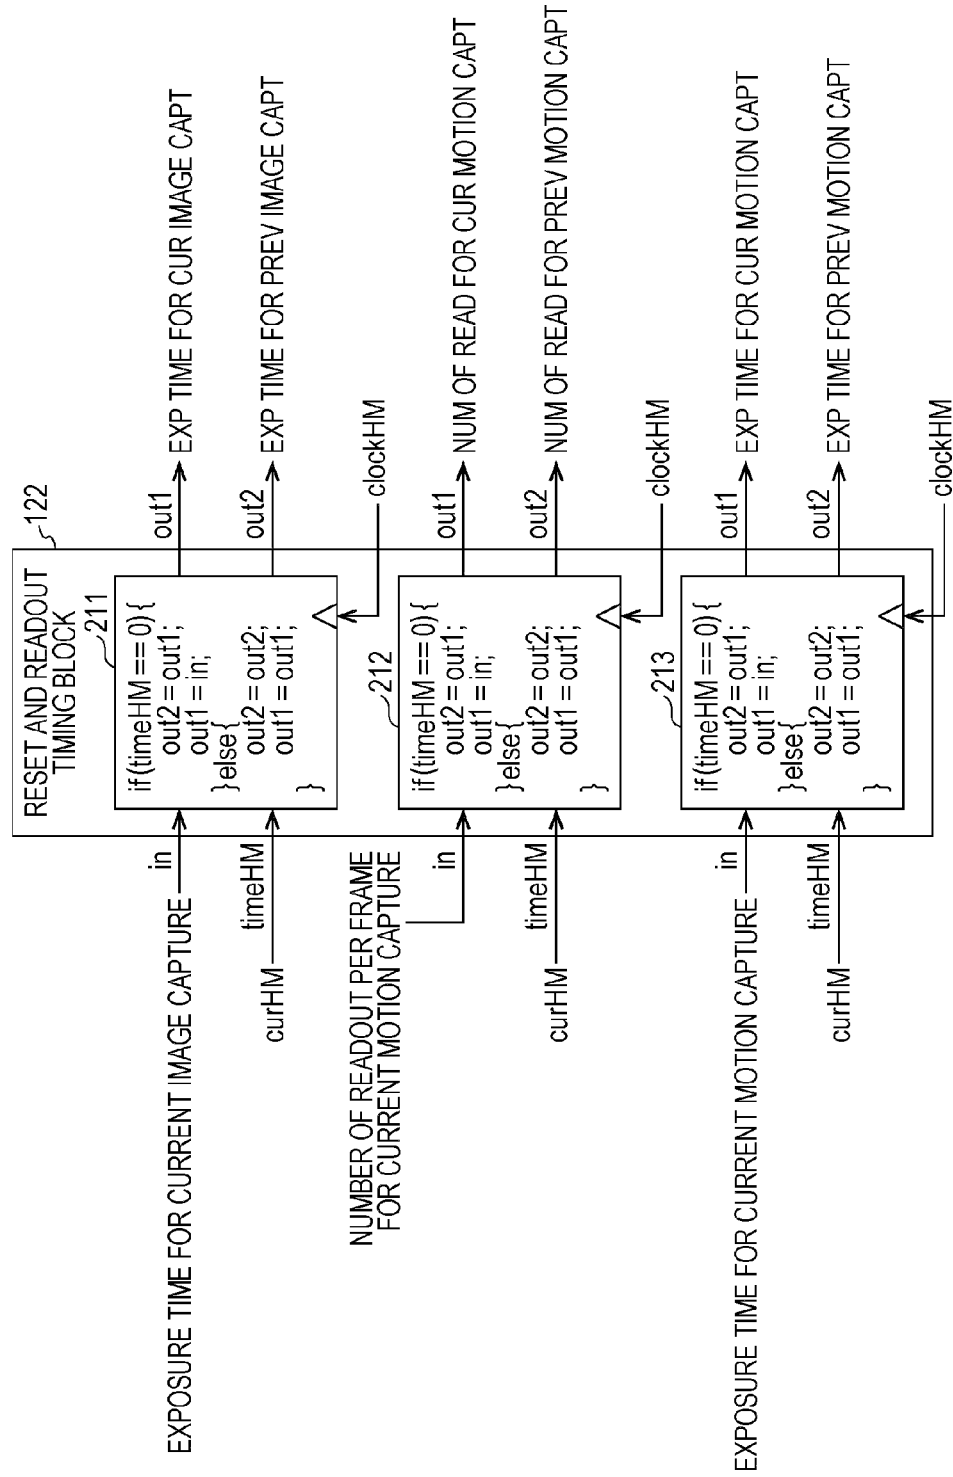 RESET AND READOUT
TIMING BLOCK
122
211
EXPOSURE TIME FOR CURRENT IMAGE CAPTURE
in
curHM
timeHM
if(timeHM == 0) {
out2 = out1;
out1 = in;
}else{
out2 = out2;
out1 = out1;
}
out1
EXP TIME FOR CUR IMAGE CAPT
out2
EXP TIME FOR PREV IMAGE CAPT
clockHM
212
NUMBER OF READOUT PER FRAME
FOR CURRENT MOTION CAPTURE
in
curHM
timeHM
if(timeHM == 0) {
out2 = out1;
out1 = in;
}else{
out2 = out2;
out1 = out1;
}
out1
NUM OF READ FOR CUR MOTION CAPT
out2
NUM OF READ FOR PREV MOTION CAPT
clockHM
213
EXPOSURE TIME FOR CURRENT MOTION CAPTURE
in
curHM
timeHM
if(timeHM == 0) {
out2 = out1;
out1 = in;
}else{
out2 = out2;
out1 = out1;
}
out1
EXP TIME FOR CUR MOTION CAPT
out2
EXP TIME FOR PREV MOTION CAPT
clockHM